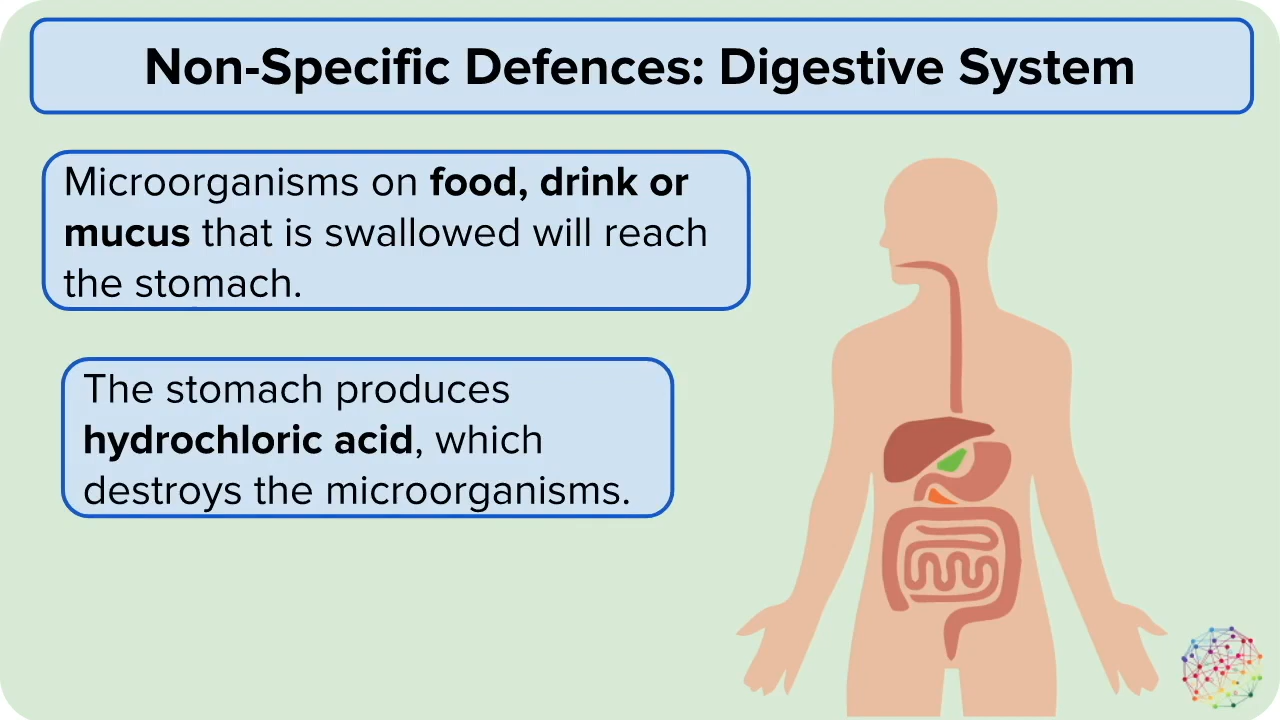 Non-Specific Defences: Digestive System
Microorganisms on food, drink or
mucus that is swallowed will reach
the stomach.
The stomach produces
hydrochloric acid, which
destroys the microorganisms.